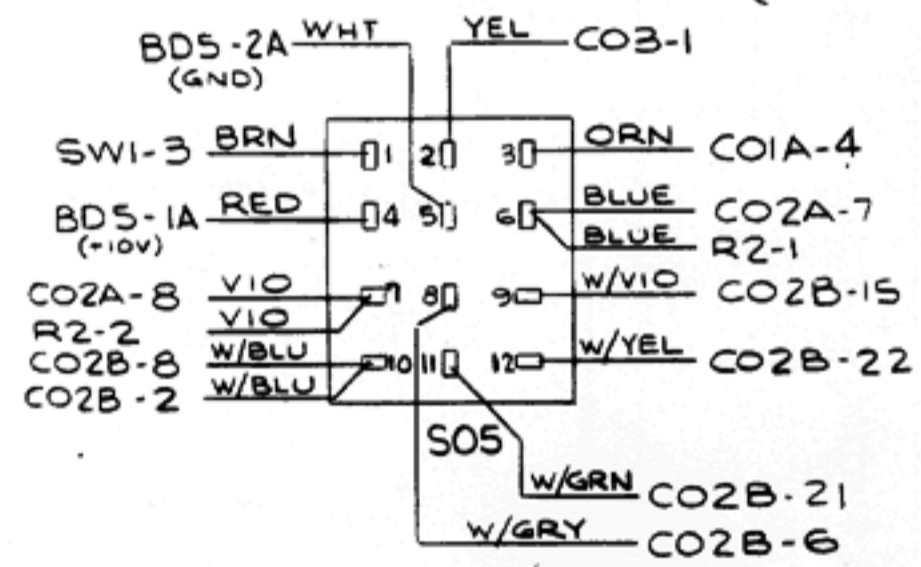 BD5-2A WHT YEL CO3-1
(GND)
SW1-3 BRN 1 2 3 ORN CO1A-4
BD5-1A RED 4 5 6 BLUE CO2A-7
(+10V) BLUE R2-1
CO2A-8 VIO 7 8 9 W/VIO CO2B-15
R2-2 VIO
CO2B-8 W/BLU 10 11 12 W/YEL CO2B-22
CO2B-2 W/BLU
SO5
W/GRN CO2B-21
W/GRY CO2B-6